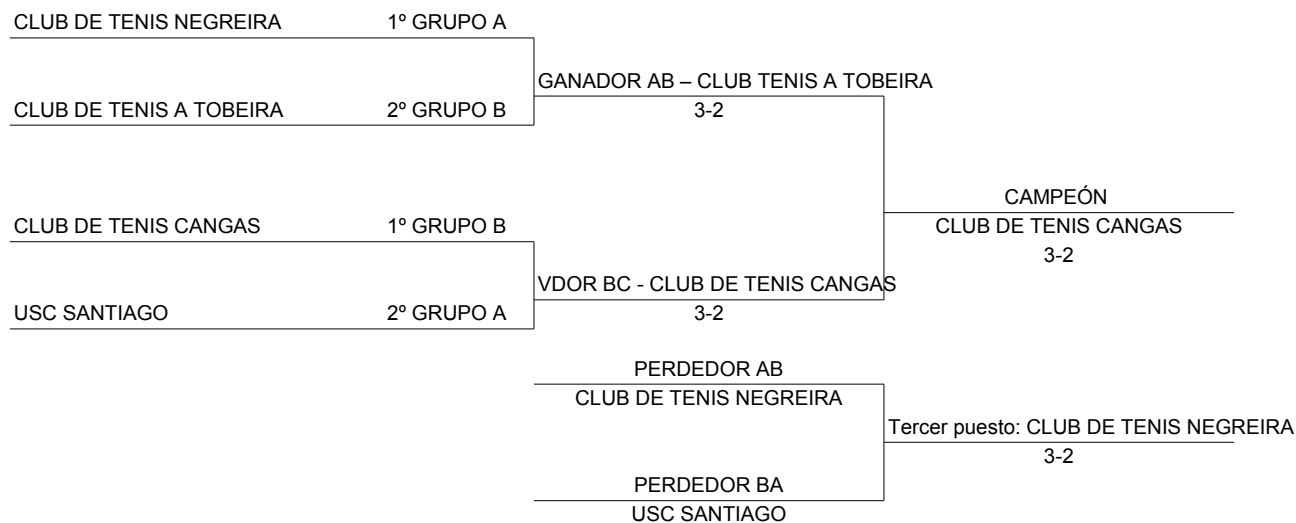 CLUB DE TENIS NEGREIRA 1º GRUPO A
GANADOR AB – CLUB TENIS A TOBEIRA
CLUB DE TENIS A TOBEIRA 2º GRUPO B
3-2
CAMPEÓN
CLUB DE TENIS CANGAS 1º GRUPO B
CLUB DE TENIS CANGAS
3-2
VDOR BC - CLUB DE TENIS CANGAS
USC SANTIAGO 2º GRUPO A
3-2
PERDEDOR AB
CLUB DE TENIS NEGREIRA
Tercer puesto: CLUB DE TENIS NEGREIRA
3-2
PERDEDOR BA
USC SANTIAGO